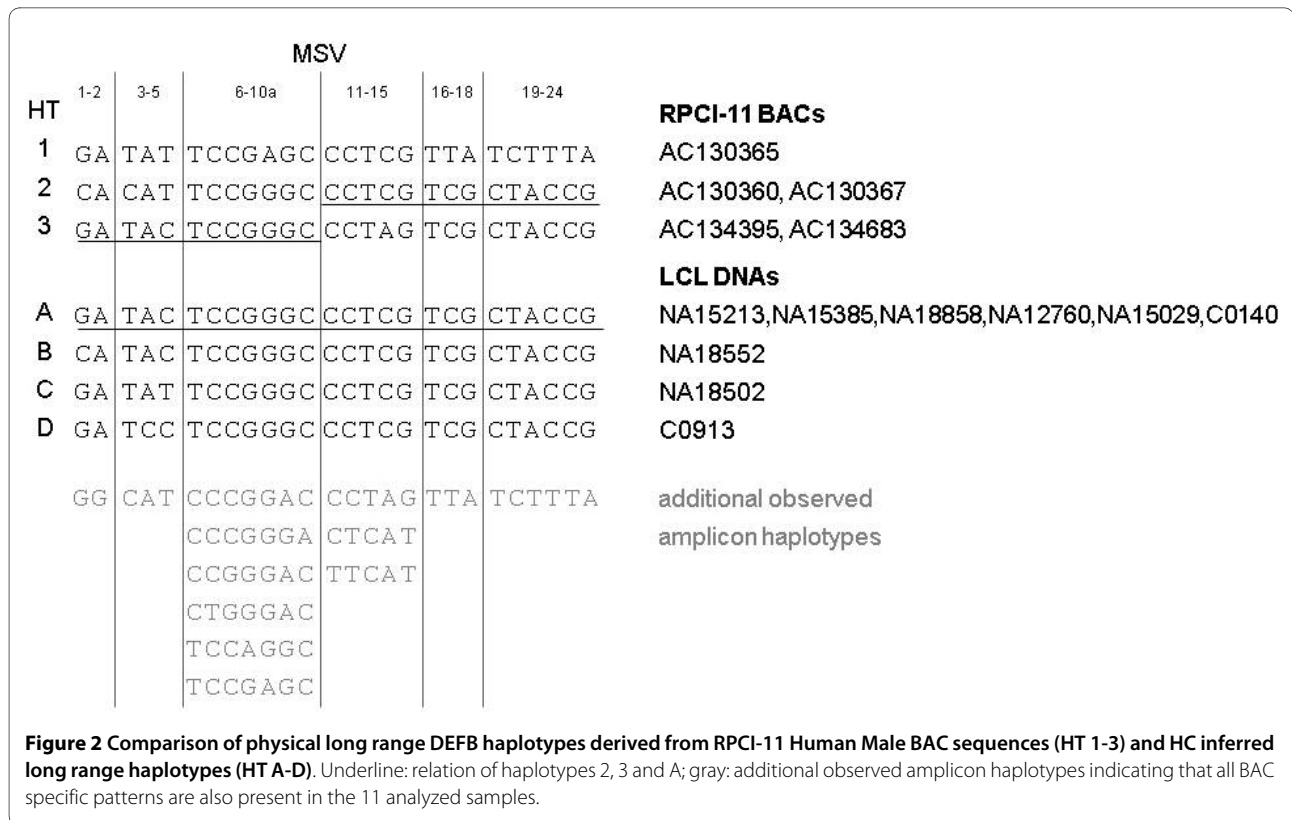 MSV
HT 1-2 3-5 6-10a 11-15 16-18 19-24 RPCI-11 BACs
1 GA TAT TCCGAGC CCTCG TTA TCTTTA AC130365
2 CA CAT TCCGGGC CCTCG TCG CTACCG AC130360, AC130367
3 GA TAC TCCGGGC CCTAG TCG CTACCG AC134395, AC134683
LCL DNAs
A GA TAC TCCGGGC CCTCG TCG CTACCG NA15213,NA15385,NA18858,NA12760,NA15029,C0140
B CA TAC TCCGGGC CCTCG TCG CTACCG NA18552
C GA TAT TCCGGGC CCTCG TCG CTACCG NA18502
D GA TCC TCCGGGC CCTCG TCG CTACCG C0913
GG CAT CCCGGAC CCTAG TTA TCTTTA additional observed
CCCGGGA CTCAT amplicon haplotypes
CCGGGAC TTCAT
CTGGGAC
TCCAGGC
TCCGAGC
Figure 2 Comparison of physical long range DEFB haplotypes derived from RPCI-11 Human Male BAC sequences (HT 1-3) and HC inferred
long range haplotypes (HT A-D). Underline: relation of haplotypes 2, 3 and A; gray: additional observed amplicon haplotypes indicating that all BAC
specific patterns are also present in the 11 analyzed samples.